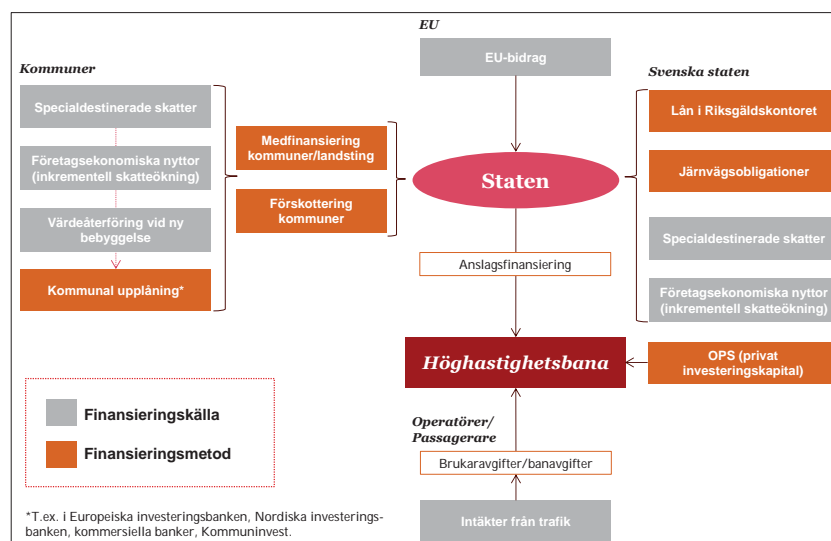 EU
EU-bidrag
Kommuner
Specialdestinerade skatter
Företagsekonomiska nyttor
(inkrementell skatteökning)
Värdeåterföring vid ny
bebyggelse
Kommunal upplåning*
Medfinansiering
kommuner/landsting
Förskottering
kommuner
Staten
Anslagsfinansiering
Svenska staten
Lån i Riksgäldskontoret
Järnvägsobligationer
Specialdestinerade skatter
Företagsekonomiska nyttor
(inkrementell skatteökning)
Höghastighetsbana
OPS (privat
investeringskapital)
Operatörer/
Passagerare
Brukaravgifter/banavgifter
Intäkter från trafik
Finansieringskälla
Finansieringsmetod
*T.ex. i Europeiska investeringsbanken, Nordiska investerings-
banken, kommersiella banker, Kommuninvest.